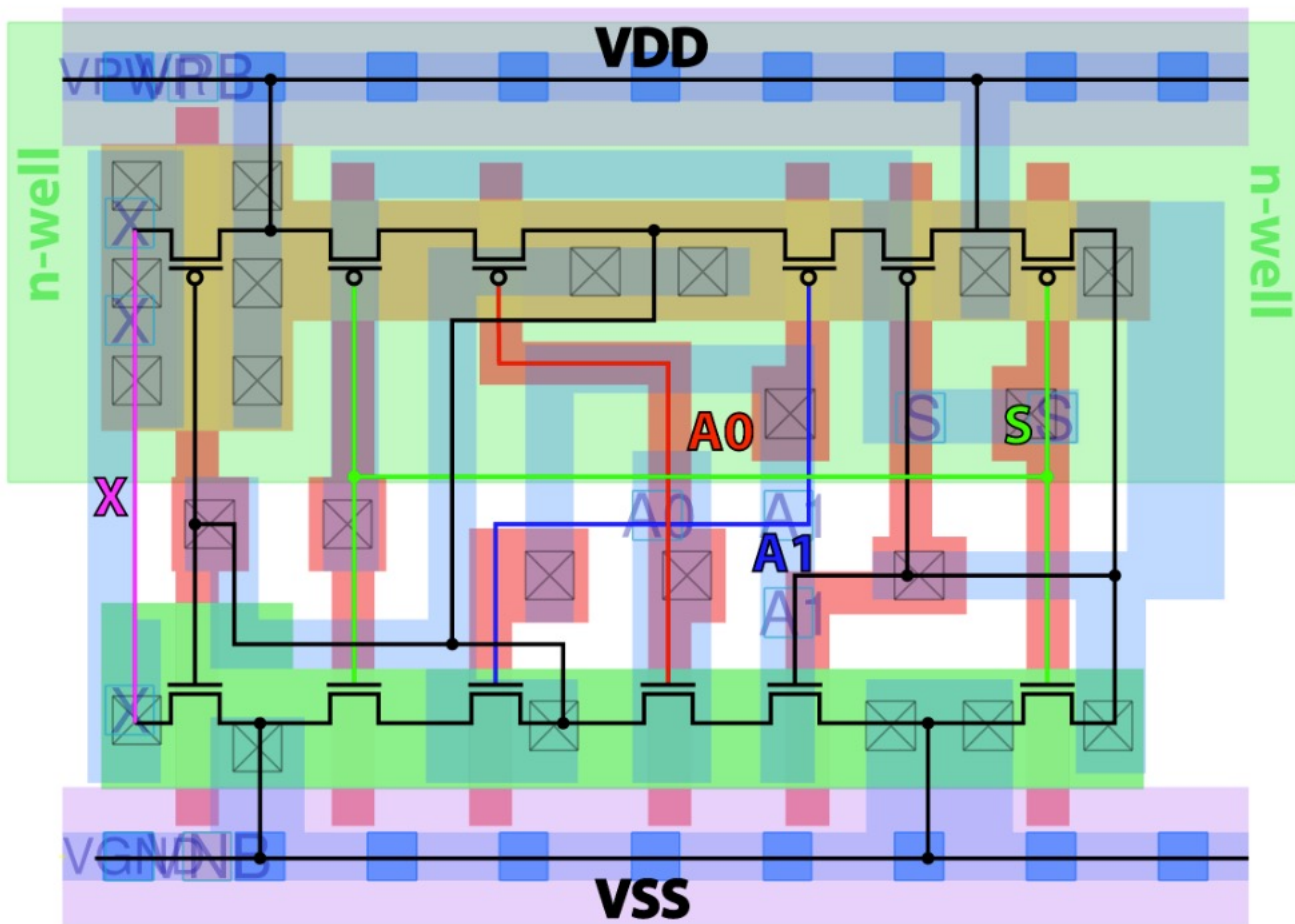 VDD
VPWR VPB
n-well
n-well
X
X
A0
S
S
S
X
A0
A1
A1
A1
X
VGND VNB
VSS